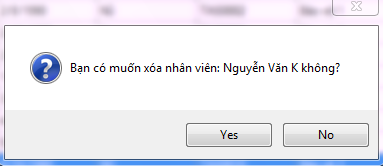 Bạn có muốn xóa nhân viên: Nguyễn Văn K không?
Yes
No